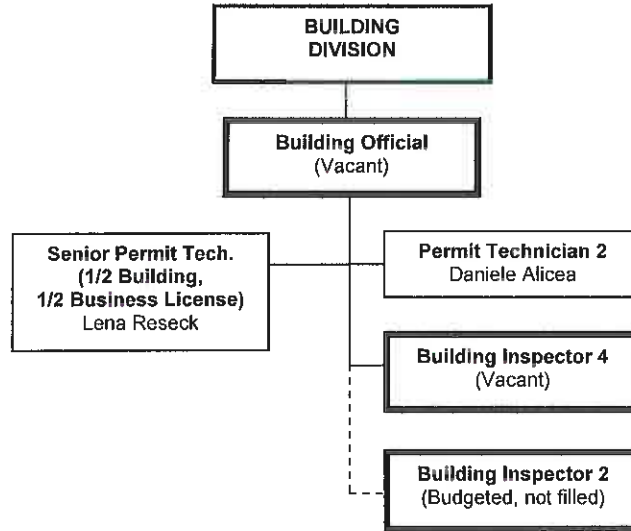 BUILDING
DIVISION
Building Official
(Vacant)
Senior Permit Tech.
(1/2 Building,
1/2 Business License)
Lena Reseck
Permit Technician 2
Daniele Alicea
Building Inspector 4
(Vacant)
Building Inspector 2
(Budgeted, not filled)